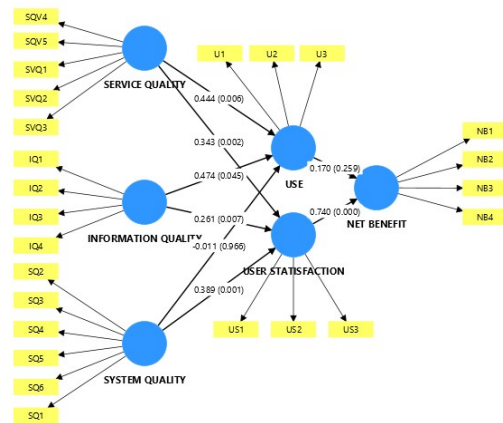 SQV4
SQV5
SVQ1
SVQ2
SVQ3
SERVICE QUALITY
U1
U2
U3
0.444 (0.006)
0.343 (0.002)
USE
IQ1
IQ2
IQ3
IQ4
INFORMATION QUALITY
0.474 (0.045)
0.261 (0.007)
-0.011 (0.966)
0.389 (0.001)
0.170 (0.259)
0.740 (0.000)
NET BENEFIT
NB1
NB2
NB3
NB4
USER STATISFACTION
US1
US2
US3
SQ2
SQ3
SQ4
SQ5
SQ6
SQ1
SYSTEM QUALITY